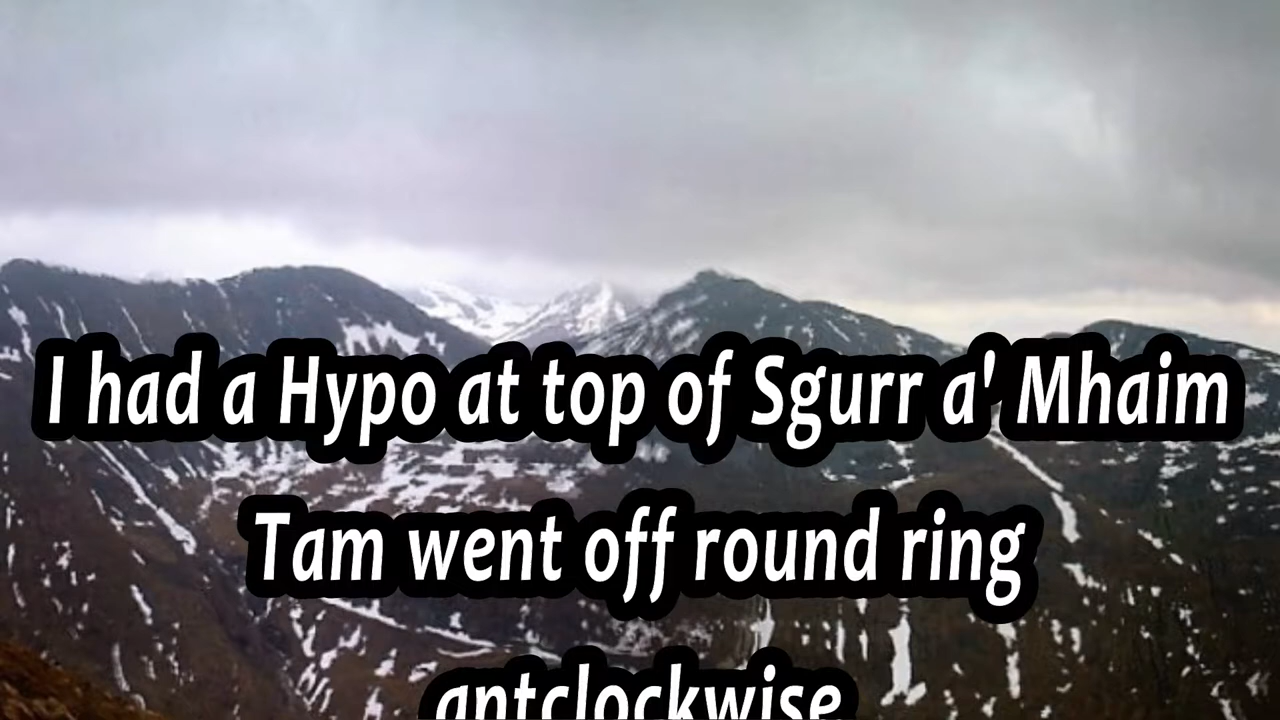 I had a Hypo at top of Sgurr a' Mhaim
Tam went off round ring
antclockwise